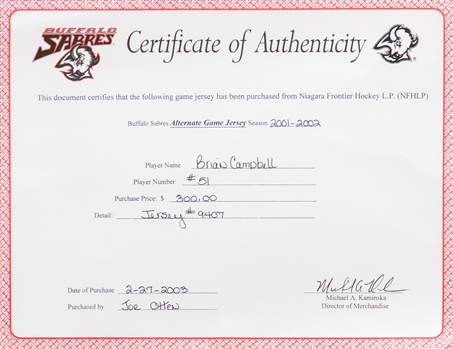 BUFFALO
SABRES
Certificate of Authenticity
This document certifies that the following game jersey has been purchased from Niagara Frontier Hockey L.P. (NFHLP)
Buffalo Sabres Alternate Game Jersey Season 2001-2002
Player Name Brian Campbell
Player Number #51
Purchase Price: $ 300.00
Detail: Jersey # 9407
Date of Purchase 2-27-2003
Purchased by Joe
Michael A. Kaminska
Director of Merchandise